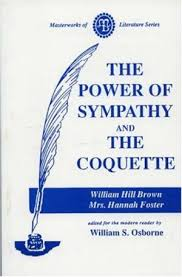 Masterworks of Literature Series
THE POWER OF
SYMPATHY
AND
THE COQUETTE
William Hill Brown
Mrs. Hannah Foster
edited for the modern reader by
William S. Osborne